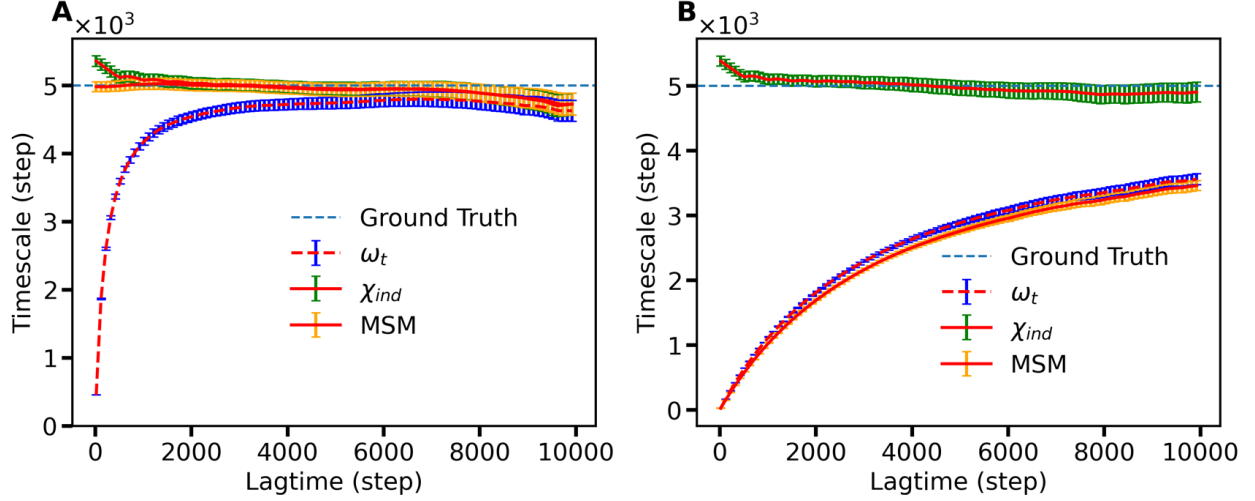 A
×10³
5
4
3
2
1
0
Timescale (step)
Ground Truth
ωₜ
χ_ind
MSM
0 2000 4000 6000 8000 10000
Lagtime (step)
B
×10³
5
4
3
2
1
0
Timescale (step)
Ground Truth
ωₜ
χ_ind
MSM
0 2000 4000 6000 8000 10000
Lagtime (step)